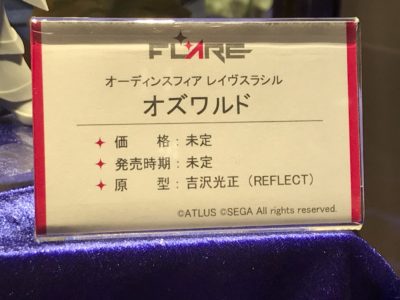 FLARE
オーディンスフィア レイヴスラシル
オズワルド
価　格：未定
発売時期：未定
原　型：吉沢光正（REFLECT）
©ATLUS ©SEGA All rights reserved.